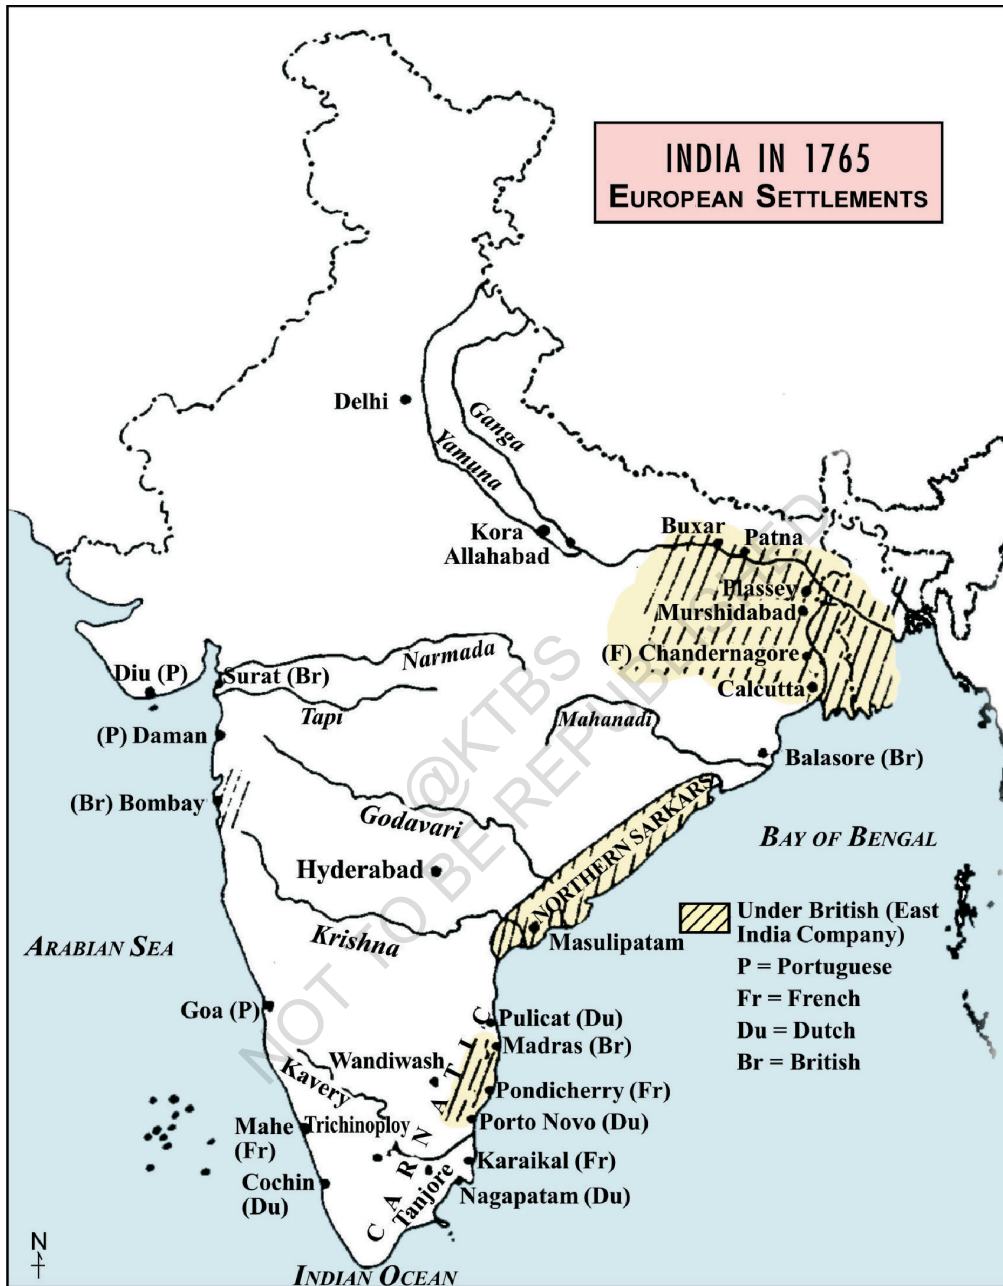 INDIA IN 1765
EUROPEAN SETTLEMENTS
Delhi
Ganga
Yamuna
Kora
Allahabad
Buxar
Patna
Plassey
Murshidabad
(F) Chandernagore
Calcutta
Diu (P)
Surat (Br)
Narmada
Tapi
Mahanadi
(P) Daman
Balasore (Br)
(Br) Bombay
Godavari
NORTHERN SARKARS
BAY OF BENGAL
Hyderabad
Krishna
Masulipatam
ARABIAN SEA
Under British (East
India Company)
P = Portuguese
Fr = French
Du = Dutch
Br = British
Goa (P)
Pulicat (Du)
Madras (Br)
Wandiwash
Kavery
Pondicherry (Fr)
Porto Novo (Du)
Mahe
(Fr)
Trichinoploy
CARNATIC
Karaikal (Fr)
Cochin
(Du)
Tanjore
Nagapatam (Du)
N
INDIAN OCEAN
@KTBS
NOT TO BE REPUBLISHED